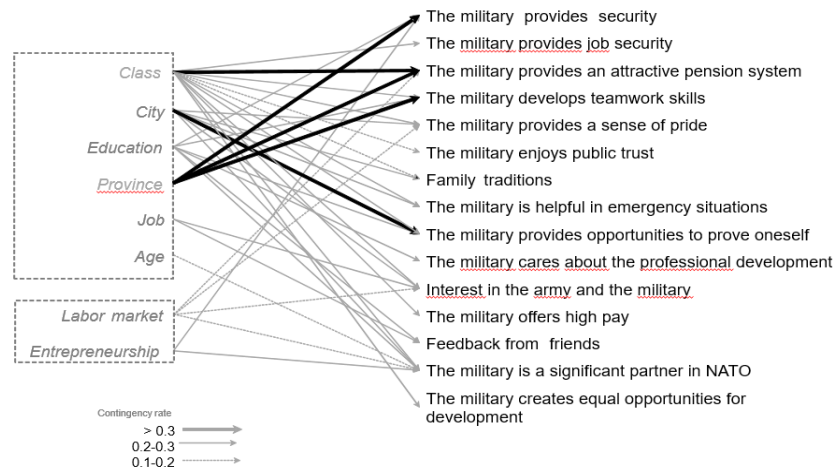 The military provides security
The military provides job security
Class
The military provides an attractive pension system
The military develops teamwork skills
City
The military provides a sense of pride
Education
The military enjoys public trust
Family traditions
Province
The military is helpful in emergency situations
Job
The military provides opportunities to prove oneself
Age
The military cares about the professional development
Interest in the army and the military
Labor market
The military offers high pay
Feedback from friends
Entrepreneurship
The military is a significant partner in NATO
The military creates equal opportunities for
development
Contingency rate
> 0.3
0.2-0.3
0.1-0.2